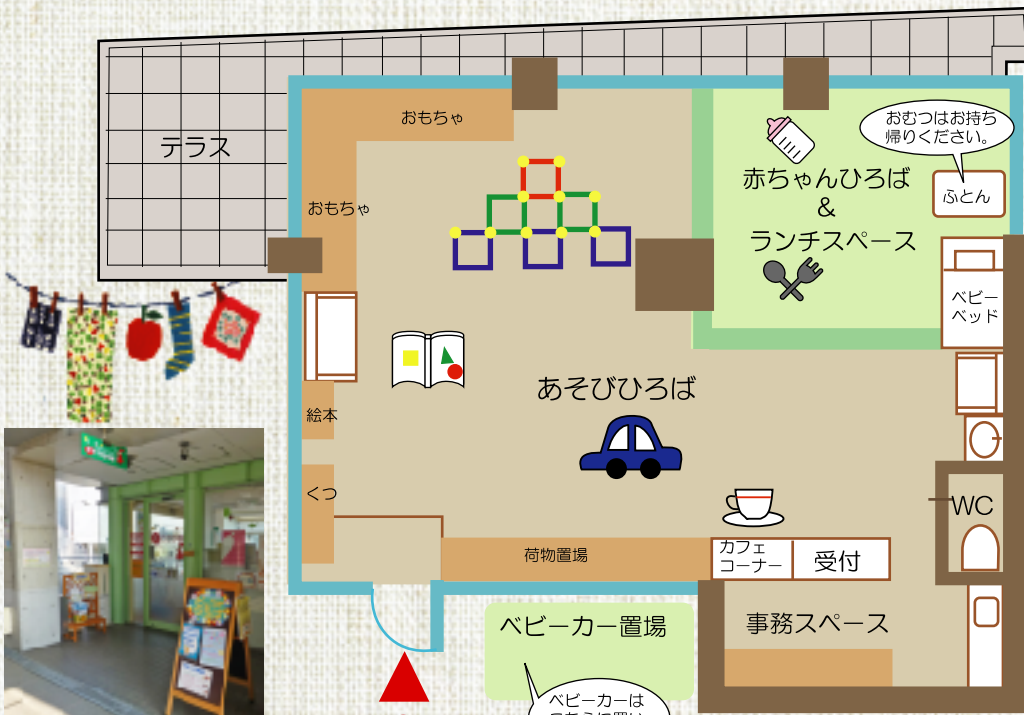 テラス
おもちゃ
おもちゃ
おむつはお持ち
帰りください。
赤ちゃんひろば
&
ランチスペース
ふとん
ベビー
ベッド
あそびひろば
絵本
くつ
WC
荷物置場
カフェ
コーナー
受付
事務スペース
ベビーカー置場
ベビーカーは